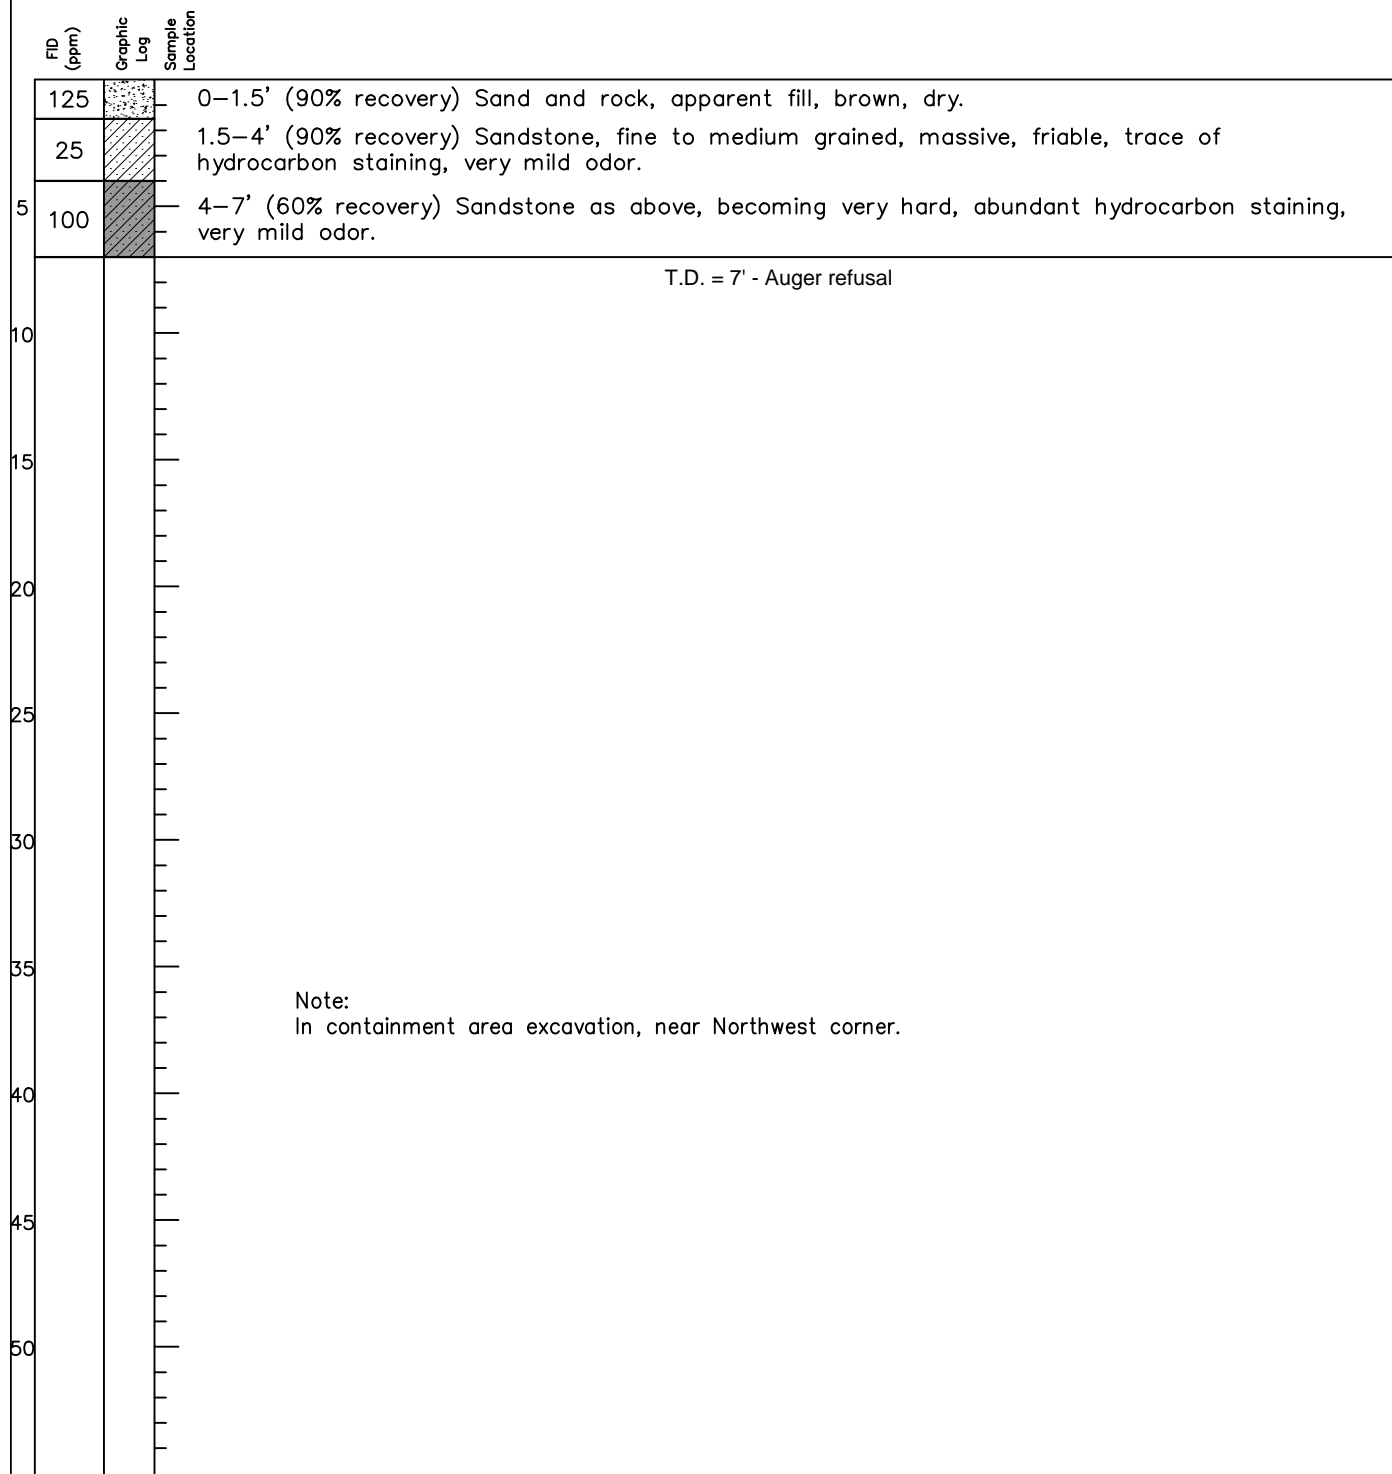 FID
(ppm)
Graphic
Log
Sample
Location
125
0–1.5' (90% recovery) Sand and rock, apparent fill, brown, dry.
25
1.5–4' (90% recovery) Sandstone, fine to medium grained, massive, friable, trace of
hydrocarbon staining, very mild odor.
5
100
4–7' (60% recovery) Sandstone as above, becoming very hard, abundant hydrocarbon staining,
very mild odor.
T.D. = 7' - Auger refusal
10
15
20
25
30
35
Note:
In containment area excavation, near Northwest corner.
40
45
50